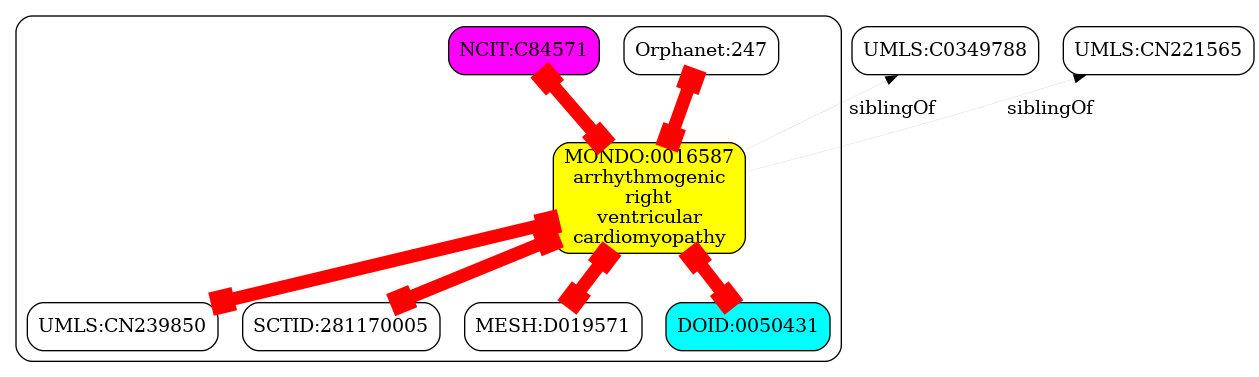 NCIT:C84571
Orphanet:247
UMLS:C0349788
UMLS:CN221565
siblingOf
siblingOf
MONDO:0016587
arrhythmogenic
right
ventricular
cardiomyopathy
UMLS:CN239850
SCTID:281170005
MESH:D019571
DOID:0050431